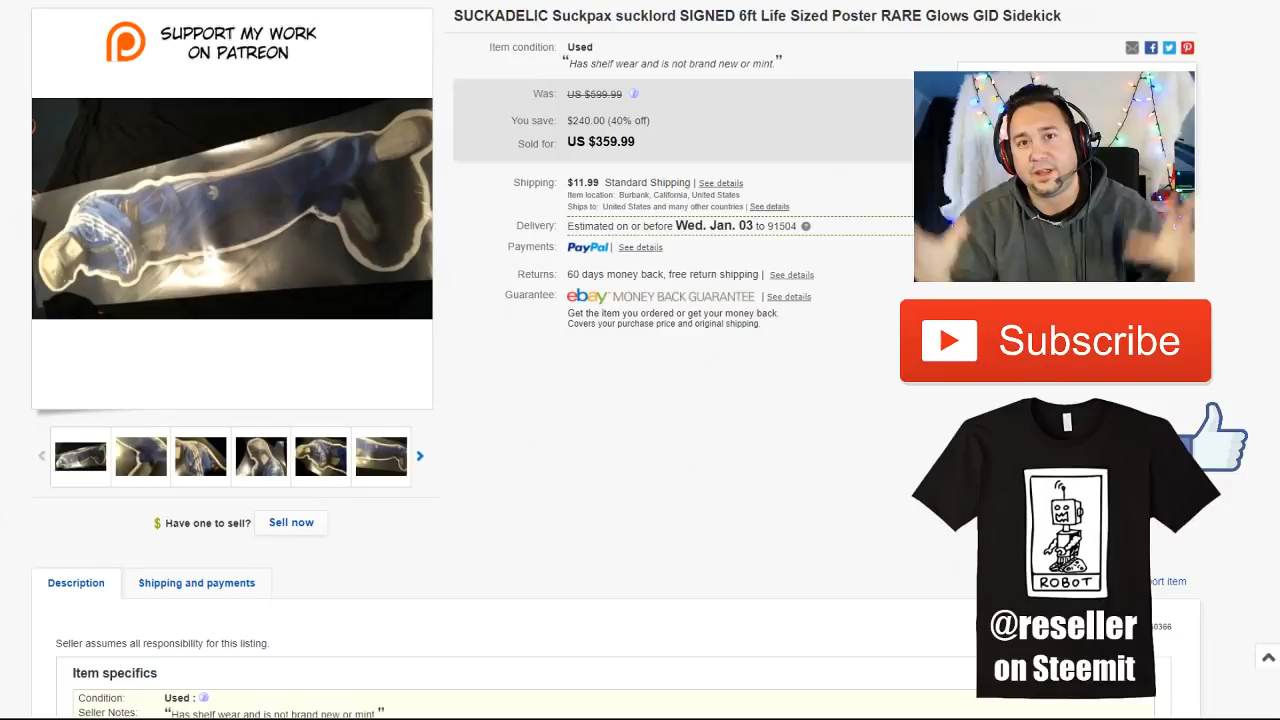 SUPPORT MY WORK
ON PATREON
SUCKADELIC Suckpax sucklord SIGNED 6ft Life Sized Poster RARE Glows GID Sidekick
Item condition: Used
“Has shelf wear and is not brand new or mint.”
Was: US $599.99
You save: $240.00 (40% off)
Sold for: US $359.99
Shipping: $11.99 Standard Shipping | See details
Item location: Burbank, California, United States
Ships to: United States and many other countries | See details
Delivery: Estimated on or before Wed. Jan. 03 to 91504
Payments: PayPal | See details
Returns: 60 days money back, free return shipping | See details
Guarantee: ebay MONEY BACK GUARANTEE | See details
Get the item you ordered or get your money back.
Covers your purchase price and original shipping.
Subscribe
$ Have one to sell? Sell now
Description Shipping and payments
ort item
ROBOT
@reseller
on Steemit
0366
Seller assumes all responsibility for this listing.
Item specifics
Condition: Used :
Seller Notes: “Has shelf wear and is not brand new or mint.”